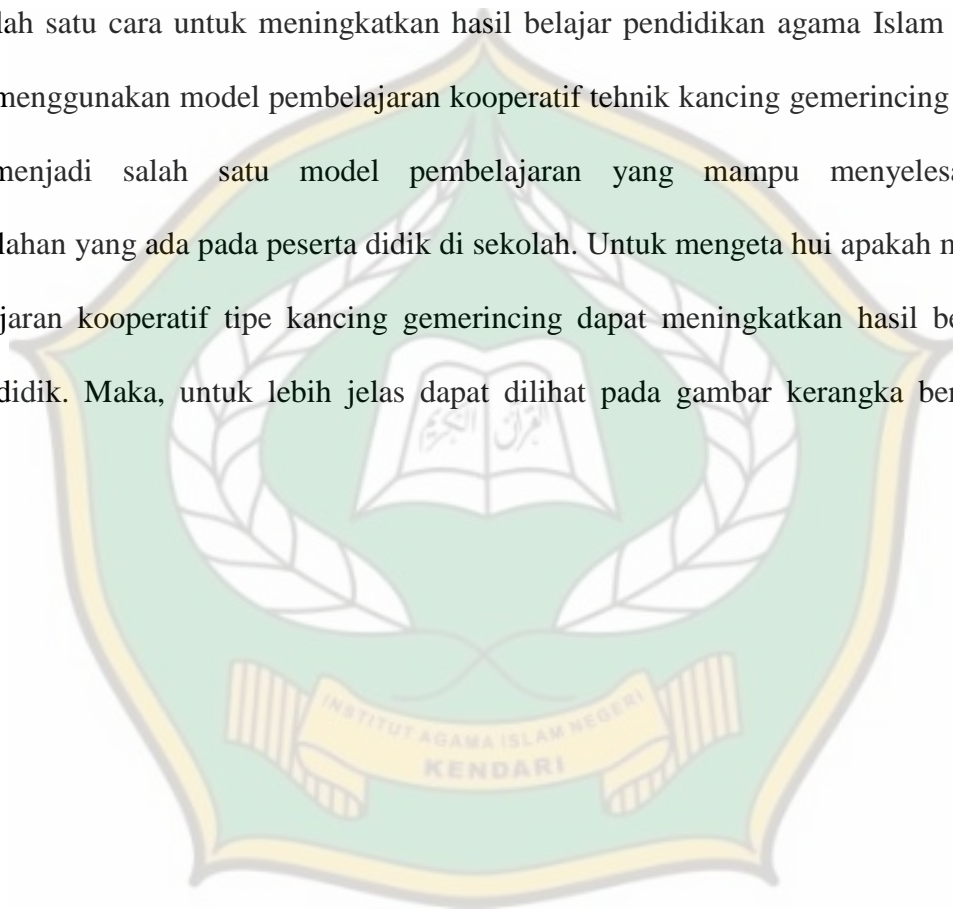 lah satu cara untuk meningkatkan hasil belajar pendidikan agama Islam
menggunakan model pembelajaran kooperatif tehnik kancing gemerincing
menjadi salah satu model pembelajaran yang mampu menyelesa
lahan yang ada pada peserta didik di sekolah. Untuk mengeta hui apakah
jaran kooperatif tipe kancing gemerincing dapat meningkatkan hasil be
didik. Maka, untuk lebih jelas dapat dilihat pada gambar kerangka ber
القرآن الكريم
INSTITUT AGAMA ISLAM NEGERI
KENDARI